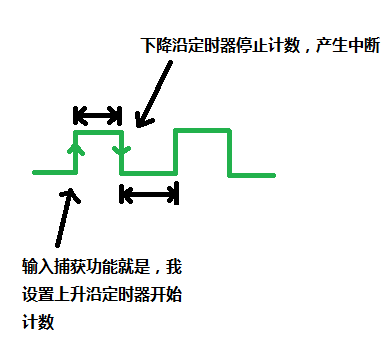 下降沿定时器停止计数，产生中断
输入捕获功能就是，我
设置上升沿定时器开始
计数